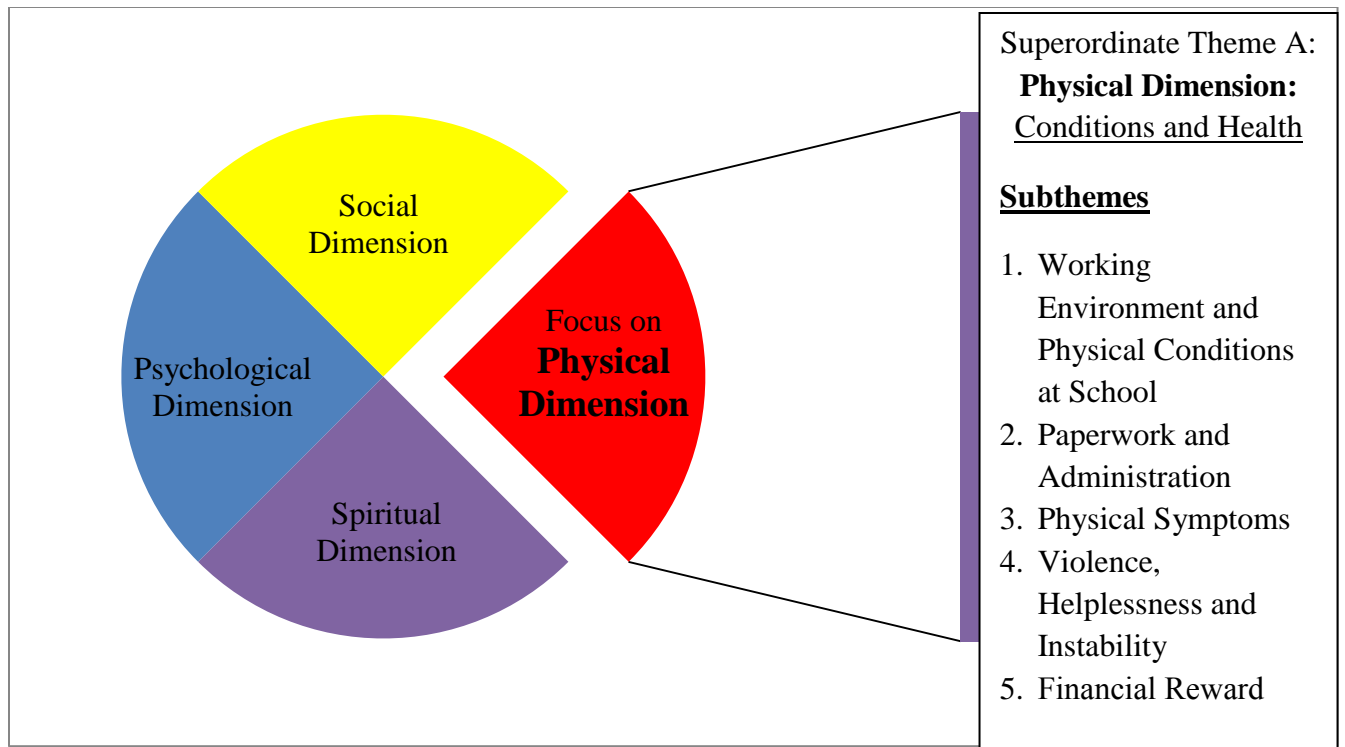 Social
Dimension
Psychological
Dimension
Spiritual
Dimension
Focus on
Physical
Dimension
Superordinate Theme A:
Physical Dimension:
Conditions and Health
Subthemes
1. Working
Environment and
Physical Conditions
at School
2. Paperwork and
Administration
3. Physical Symptoms
4. Violence,
Helplessness and
Instability
5. Financial Reward